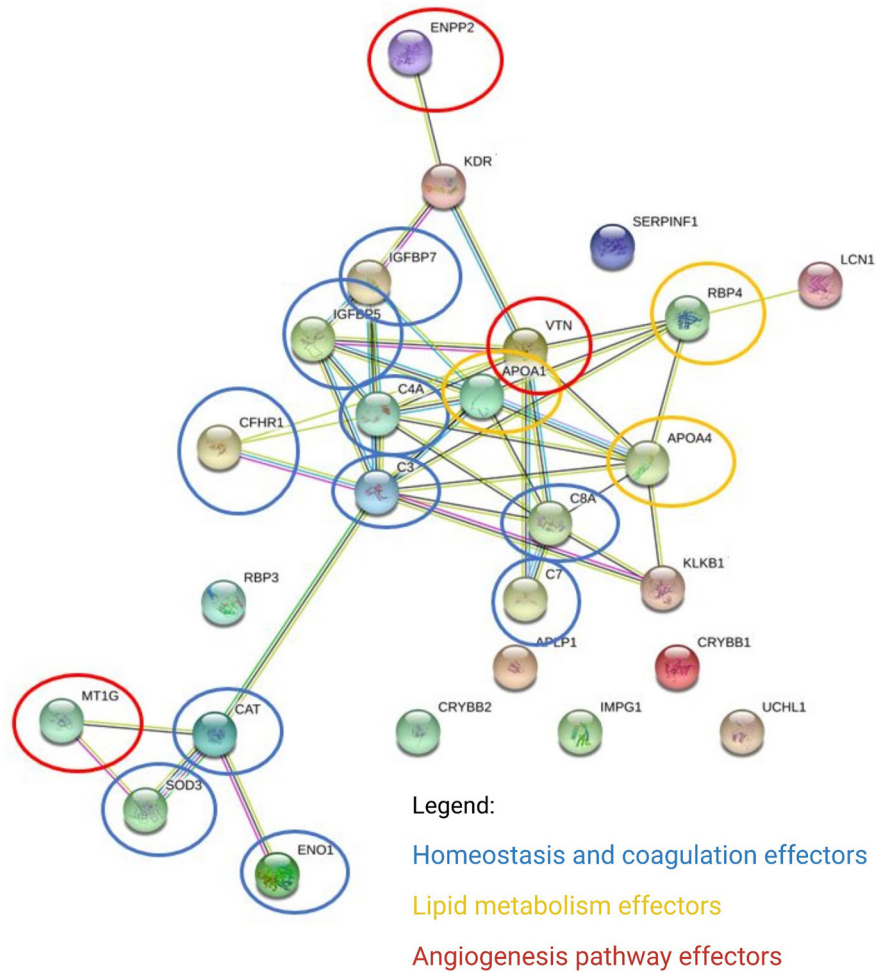 ENPP2
KDR
SERPINF1
LCN1
IGFBP7
RBP4
IGFBP5
VTN
APOA1
C4A
CFHR1
APOA4
C3
C8A
KLKB1
C7
RBP3
APLP1
CRYBB1
MT1G
CAT
CRYBB2
IMPG1
UCHL1
SOD3
ENO1
Legend:
Homeostasis and coagulation effectors
Lipid metabolism effectors
Angiogenesis pathway effectors